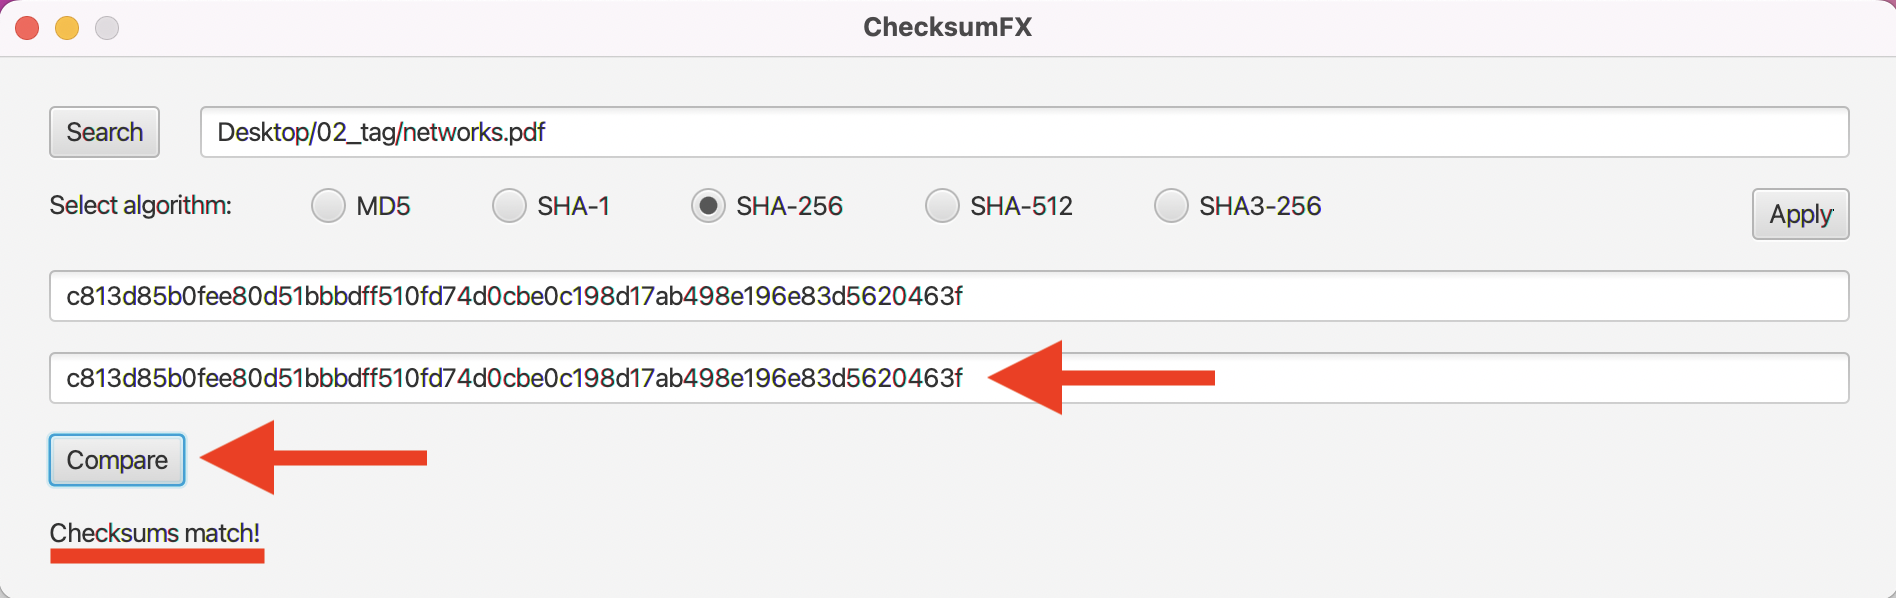 ChecksumFX
Search Desktop/02_tag/networks.pdf
Select algorithm: MD5 SHA-1 SHA-256 SHA-512 SHA3-256 Apply
c813d85b0fee80d51bbbdff510fd74d0cbe0c198d17ab498e196e83d5620463f
c813d85b0fee80d51bbbdff510fd74d0cbe0c198d17ab498e196e83d5620463f
Compare
Checksums match!